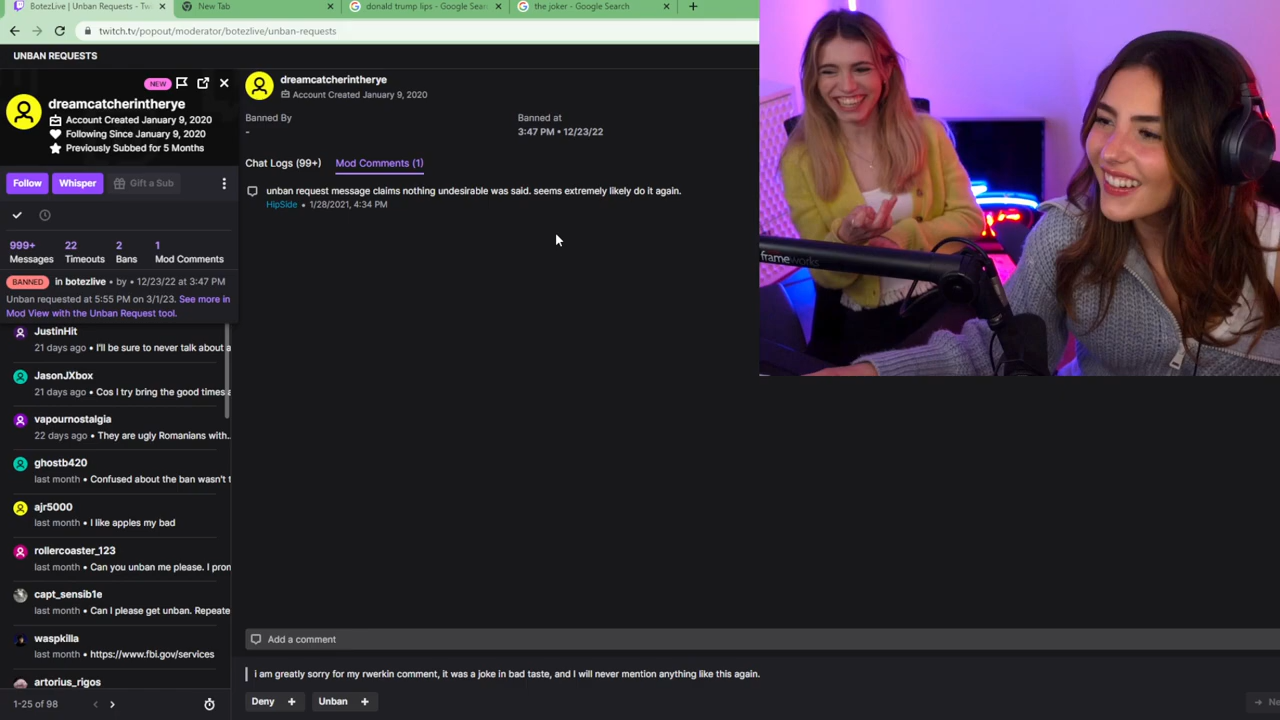 BotezLive | Unban Requests - Tw
New Tab
donald trump lips - Google Sear
the joker - Google Search
twitch.tv/popout/moderator/botezlive/unban-requests
UNBAN REQUESTS
NEW
dreamcatcherintherye
Account Created January 9, 2020
Following Since January 9, 2020
Previously Subbed for 5 Months
Follow
Whisper
Gift a Sub
999+ 22 2 1
Messages Timeouts Bans Mod Comments
BANNED in botezlive • by • 12/23/22 at 3:47 PM
Unban requested at 5:55 PM on 3/1/23. See more in
Mod View with the Unban Request tool.
JustinHit
21 days ago • I'll be sure to never talk about a
JasonJXbox
21 days ago • Cos I try bring the good times a
vapournostalgia
22 days ago • They are ugly Romanians with...
ghostb420
last month • Confused about the ban wasn't t
ajr5000
last month • I like apples my bad
rollercoaster_123
last month • Can you unban me please. I pron
capt_sensib1e
last month • Can I please get unban. Repeate
waspkilla
last month • https://www.fbi.gov/services
artorius_rigos
1-25 of 98
dreamcatcherintherye
Account Created January 9, 2020
Banned By
-
Banned at
3:47 PM • 12/23/22
Chat Logs (99+)
Mod Comments (1)
unban request message claims nothing undesirable was said. seems extremely likely do it again.
HipSide • 1/28/2021, 4:34 PM
Add a comment
i am greatly sorry for my rwerkin comment, it was a joke in bad taste, and I will never mention anything like this again.
Deny +
Unban +
frameworks